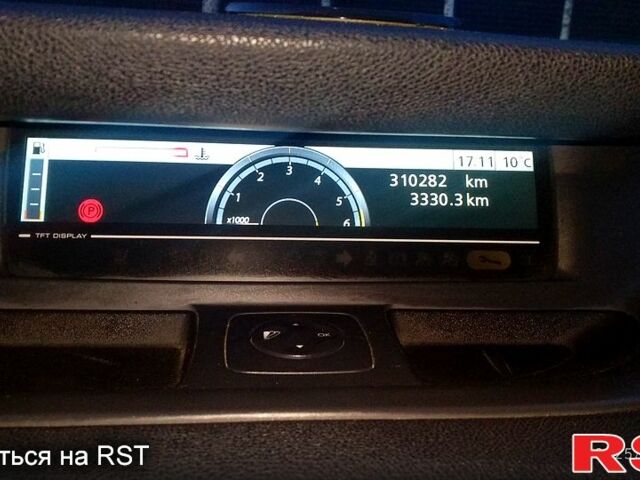 17.11 10°C
1 2 3 4 5 6
x1000
310282 km
3330.3 km
P
TFT DISPLAY
OK
ться на RST
RS